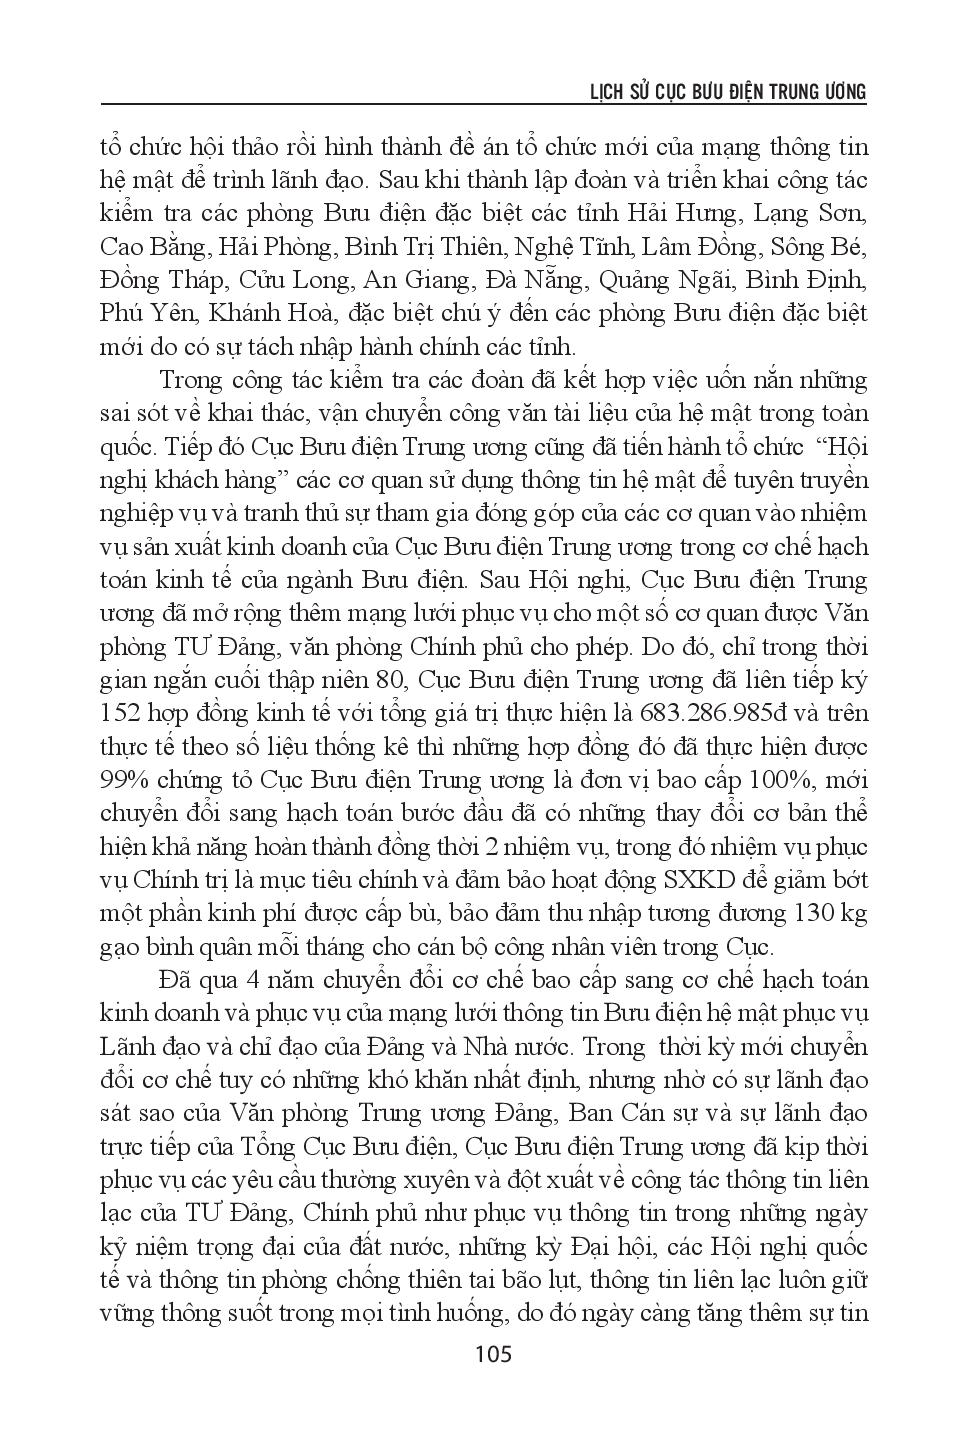 LỊCH SỬ CỤC BƯU ĐIỆN TRUNG ƯƠNG
tổ chức hội thảo rồi hình thành đề án tổ chức mới của mạng thông tin
hệ mật để trình lãnh đạo. Sau khi thành lập đoàn và triển khai công tác
kiểm tra các phòng Bưu điện đặc biệt các tỉnh Hải Hưng, Lạng Sơn,
Cao Bằng, Hải Phòng, Bình Trị Thiên, Nghệ Tĩnh, Lâm Đồng, Sông Bé,
Đồng Tháp, Cửu Long, An Giang, Đà Nẵng, Quảng Ngãi, Bình Định,
Phú Yên, Khánh Hoà, đặc biệt chú ý đến các phòng Bưu điện đặc biệt
mới do có sự tách nhập hành chính các tỉnh.
Trong công tác kiểm tra các đoàn đã kết hợp việc uốn nắn những
sai sót về khai thác, vận chuyển công văn tài liệu của hệ mật trong toàn
quốc. Tiếp đó Cục Bưu điện Trung ương cũng đã tiến hành tổ chức “Hội
nghị khách hàng” các cơ quan sử dụng thông tin hệ mật để tuyên truyền
nghiệp vụ và tranh thủ sự tham gia đóng góp của các cơ quan vào nhiệm
vụ sản xuất kinh doanh của Cục Bưu điện Trung ương trong cơ chế hạch
toán kinh tế của ngành Bưu điện. Sau Hội nghị, Cục Bưu điện Trung
ương đã mở rộng thêm mạng lưới phục vụ cho một số cơ quan được Văn
phòng TƯ Đảng, văn phòng Chính phủ cho phép. Do đó, chỉ trong thời
gian ngắn cuối thập niên 80, Cục Bưu điện Trung ương đã liên tiếp ký
152 hợp đồng kinh tế với tổng giá trị thực hiện là 683.286.985đ và trên
thực tế theo số liệu thống kê thì những hợp đồng đó đã thực hiện được
99% chứng tỏ Cục Bưu điện Trung ương là đơn vị bao cấp 100%, mới
chuyển đổi sang hạch toán bước đầu đã có những thay đổi cơ bản thể
hiện khả năng hoàn thành đồng thời 2 nhiệm vụ, trong đó nhiệm vụ phục
vụ Chính trị là mục tiêu chính và đảm bảo hoạt động SXKD để giảm bớt
một phần kinh phí được cấp bù, bảo đảm thu nhập tương đương 130 kg
gạo bình quân mỗi tháng cho cán bộ công nhân viên trong Cục.
Đã qua 4 năm chuyển đổi cơ chế bao cấp sang cơ chế hạch toán
kinh doanh và phục vụ của mạng lưới thông tin Bưu điện hệ mật phục vụ
Lãnh đạo và chỉ đạo của Đảng và Nhà nước. Trong thời kỳ mới chuyển
đổi cơ chế tuy có những khó khăn nhất định, nhưng nhờ có sự lãnh đạo
sát sao của Văn phòng Trung ương Đảng, Ban Cán sự và sự lãnh đạo
trực tiếp của Tổng Cục Bưu điện, Cục Bưu điện Trung ương đã kịp thời
phục vụ các yêu cầu thường xuyên và đột xuất về công tác thông tin liên
lạc của TƯ Đảng, Chính phủ như phục vụ thông tin trong những ngày
kỷ niệm trọng đại của đất nước, những kỳ Đại hội, các Hội nghị quốc
tế và thông tin phòng chống thiên tai bão lụt, thông tin liên lạc luôn giữ
vững thông suốt trong mọi tình huống, do đó ngày càng tăng thêm sự tin
105